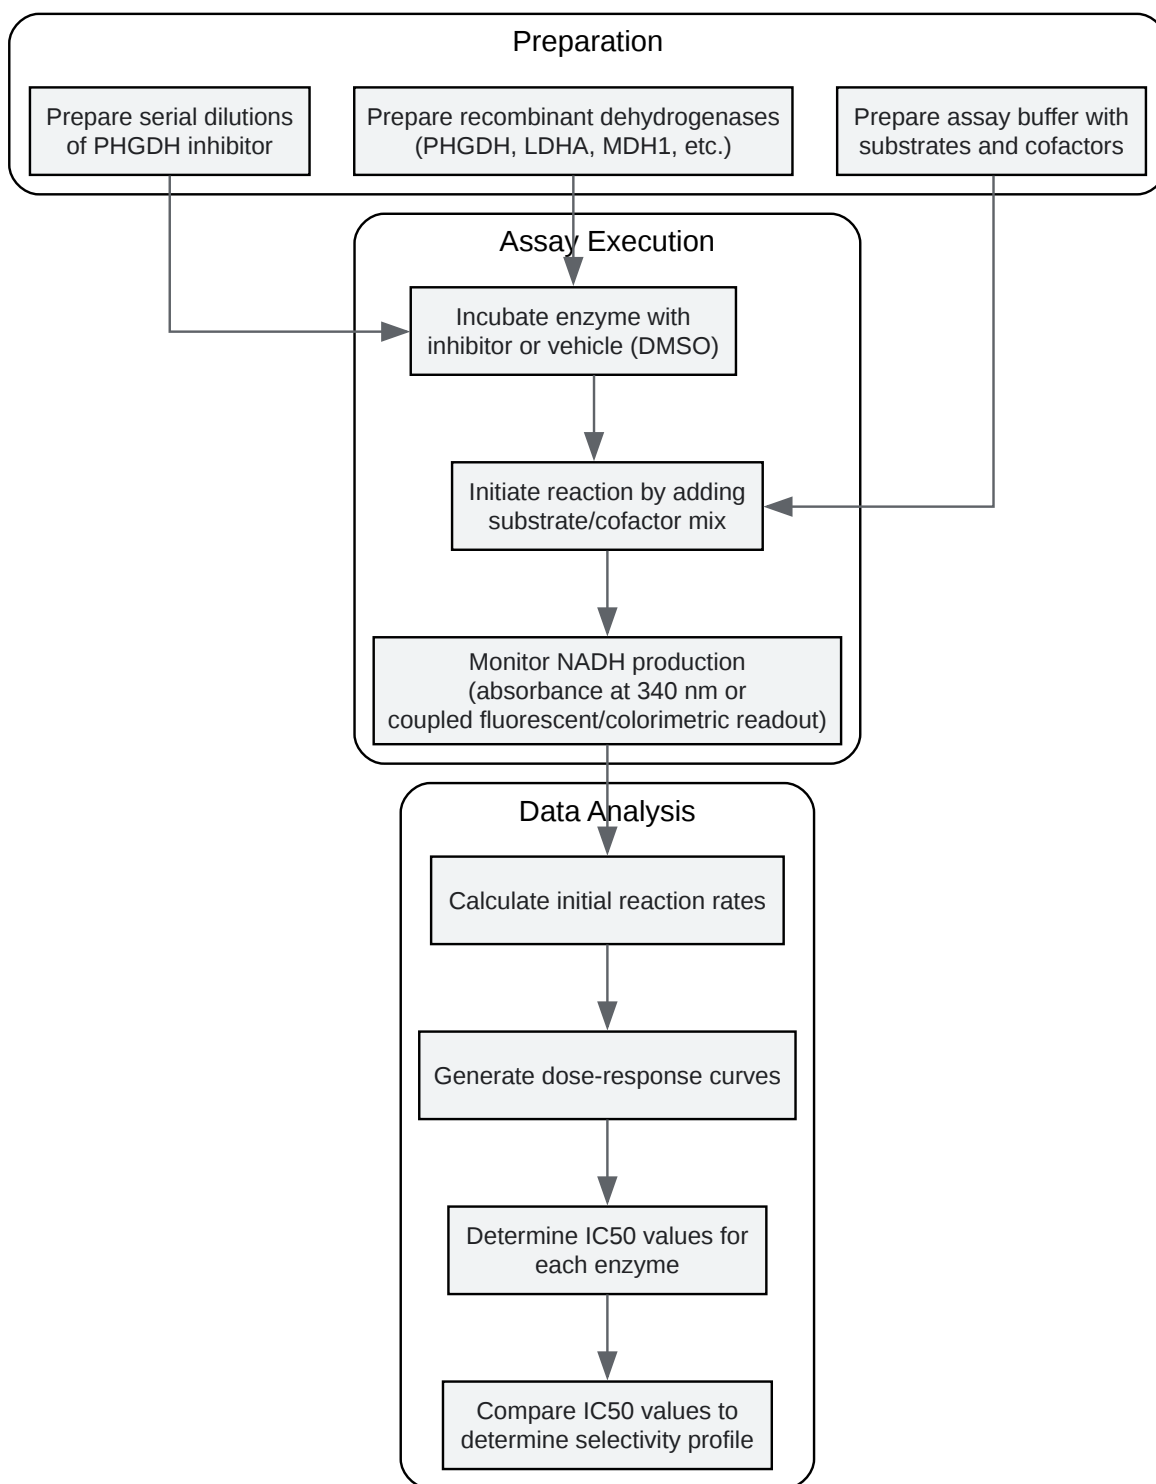 Preparation
Prepare serial dilutions
of PHGDH inhibitor
Prepare recombinant dehydrogenases
(PHGDH, LDHA, MDH1, etc.)
Prepare assay buffer with
substrates and cofactors
Assay Execution
Incubate enzyme with
inhibitor or vehicle (DMSO)
Initiate reaction by adding
substrate/cofactor mix
Monitor NADH production
(absorbance at 340 nm or
coupled fluorescent/colorimetric readout)
Data Analysis
Calculate initial reaction rates
Generate dose-response curves
Determine IC50 values for
each enzyme
Compare IC50 values to
determine selectivity profile